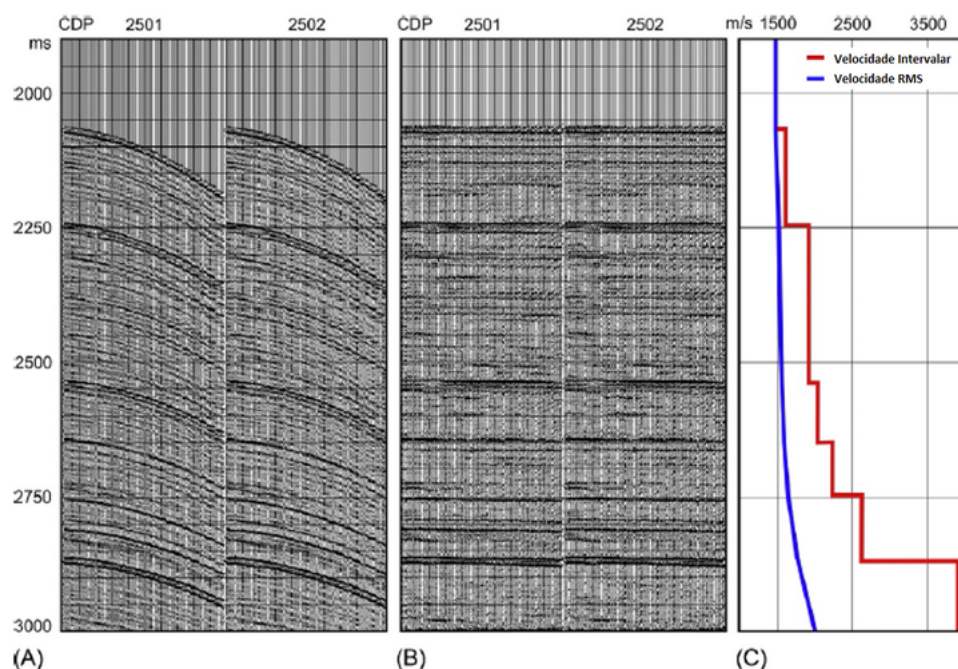 CDP 2501 2502 CDP 2501 2502 m/s 1500 2500 3500
ms
Velocidade Intervalar
Velocidade RMS
2000
2250
2500
2750
3000
(A) (B) (C)